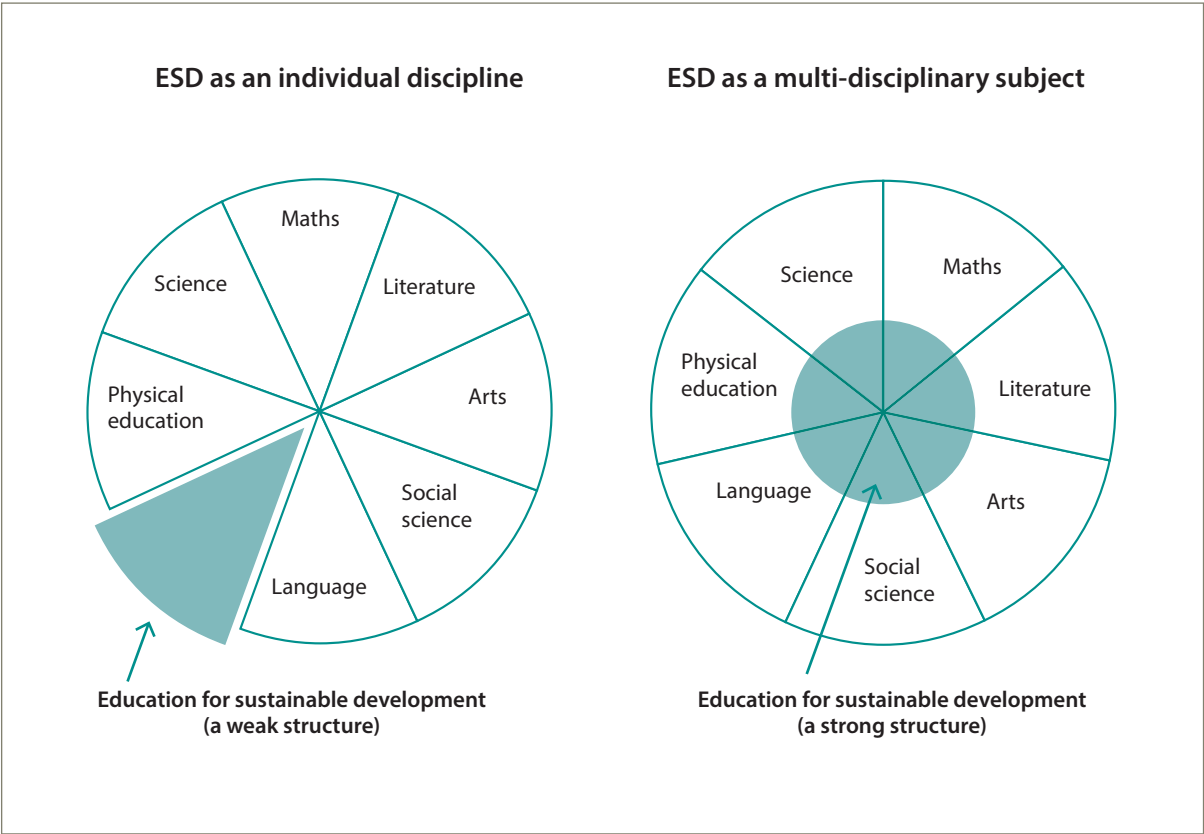 ESD as an individual discipline
Maths
Science
Literature
Physical
education
Arts
Social
science
Language
Education for sustainable development
(a weak structure)
ESD as a multi-disciplinary subject
Science
Maths
Physical
education
Literature
Language
Arts
Social
science
Education for sustainable development
(a strong structure)